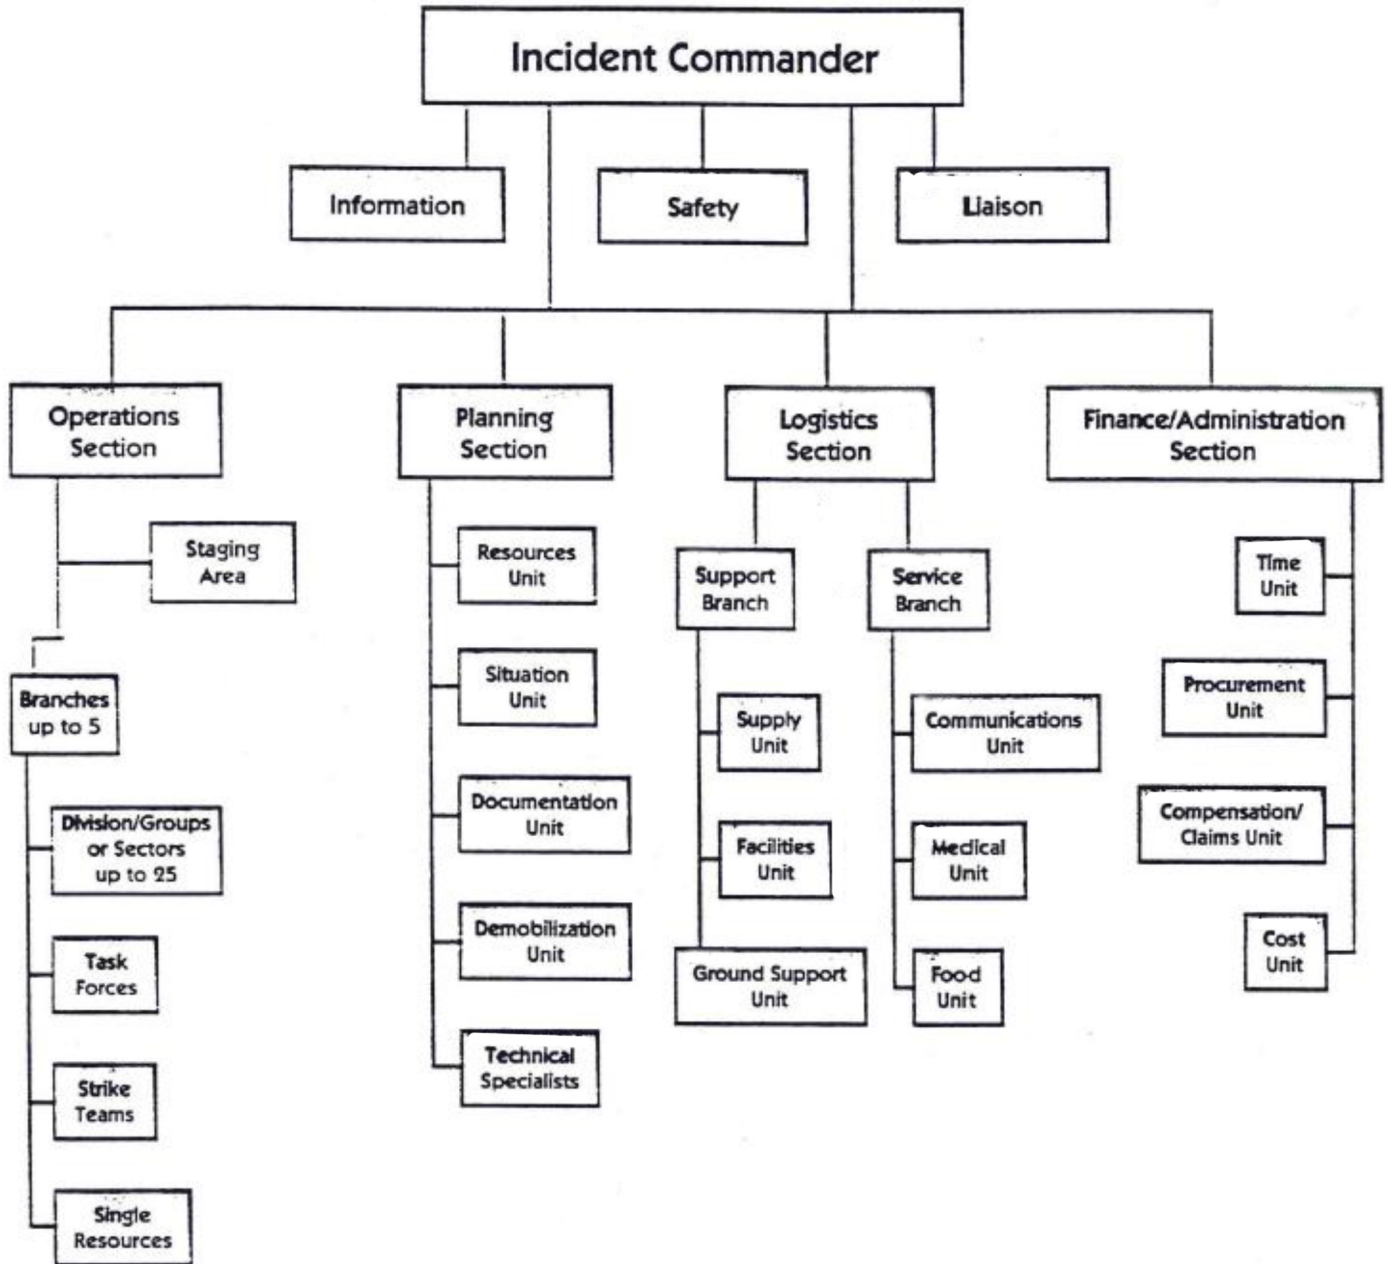 Incident Commander
Information
Safety
Liaison
Operations
Section
Planning
Section
Logistics
Section
Finance/Administration
Section
Staging
Area
Branches
up to 5
Division/Groups
or Sectors
up to 25
Task
Forces
Strike
Teams
Single
Resources
Resources
Unit
Situation
Unit
Documentation
Unit
Demobilization
Unit
Technical
Specialists
Support
Branch
Supply
Unit
Facilities
Unit
Ground Support
Unit
Service
Branch
Communications
Unit
Medical
Unit
Food
Unit
Time
Unit
Procurement
Unit
Compensation/
Claims Unit
Cost
Unit